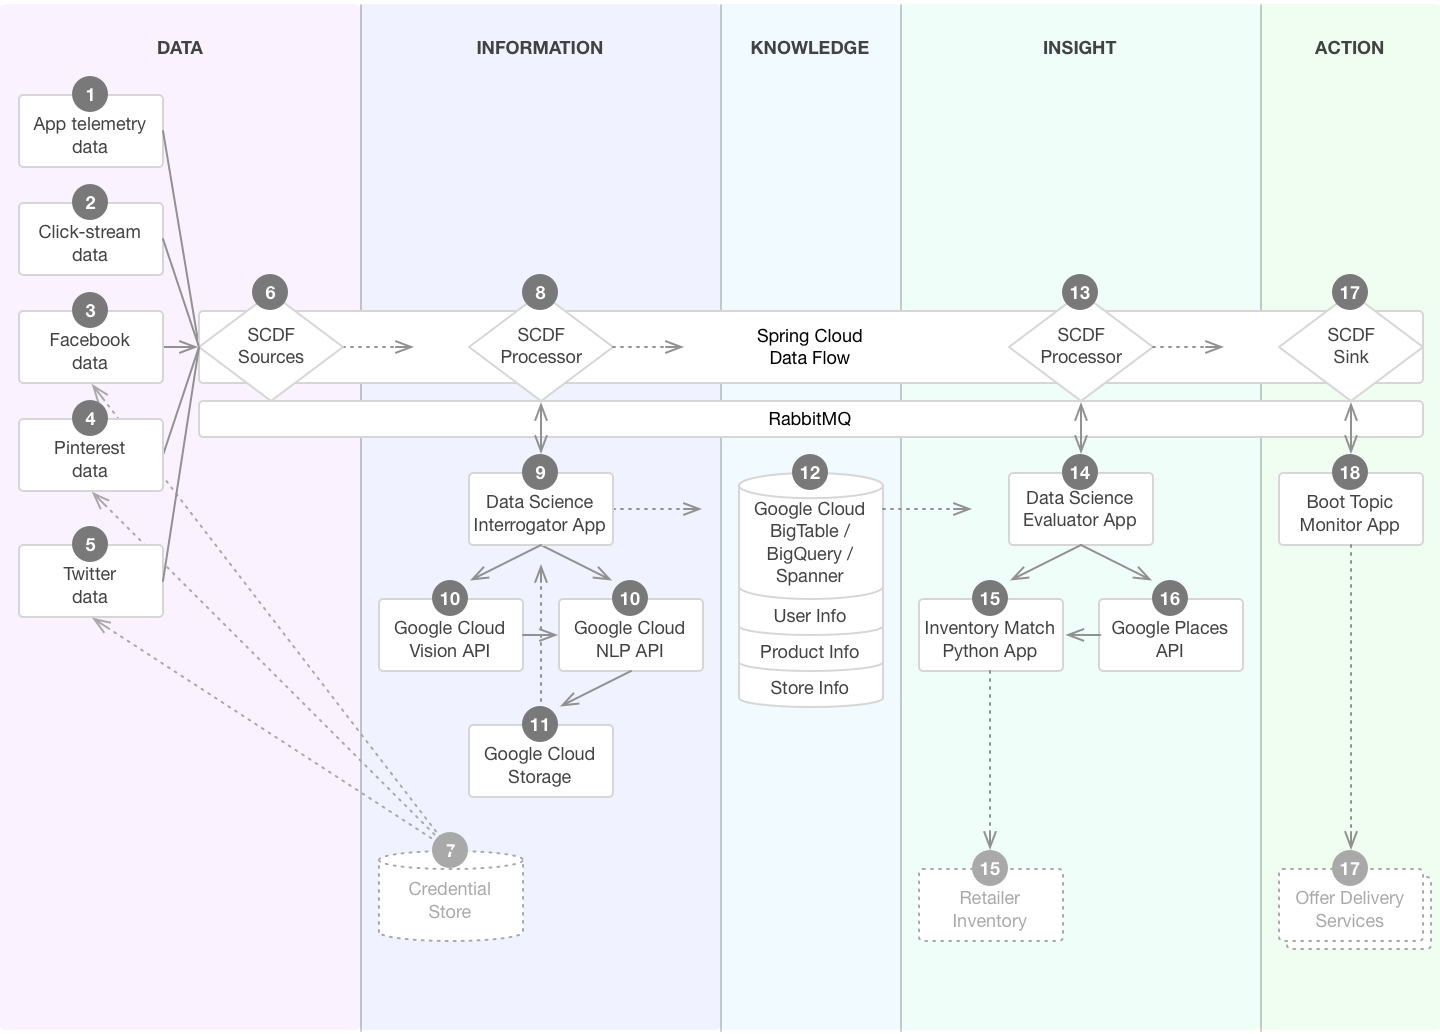 DATA
INFORMATION
KNOWLEDGE
INSIGHT
ACTION
1
App telemetry
data
2
Click-stream
data
3
Facebook
data
4
Pinterest
data
5
Twitter
data
6
SCDF
Sources
8
SCDF
Processor
Spring Cloud
Data Flow
13
SCDF
Processor
17
SCDF
Sink
RabbitMQ
9
Data Science
Interrogator App
10
Google Cloud
Vision API
10
Google Cloud
NLP API
11
Google Cloud
Storage
7
Credential
Store
12
Google Cloud
BigTable /
BigQuery /
Spanner
User Info
Product Info
Store Info
14
Data Science
Evaluator App
15
Inventory Match
Python App
16
Google Places
API
15
Retailer
Inventory
18
Boot Topic
Monitor App
17
Offer Delivery
Services